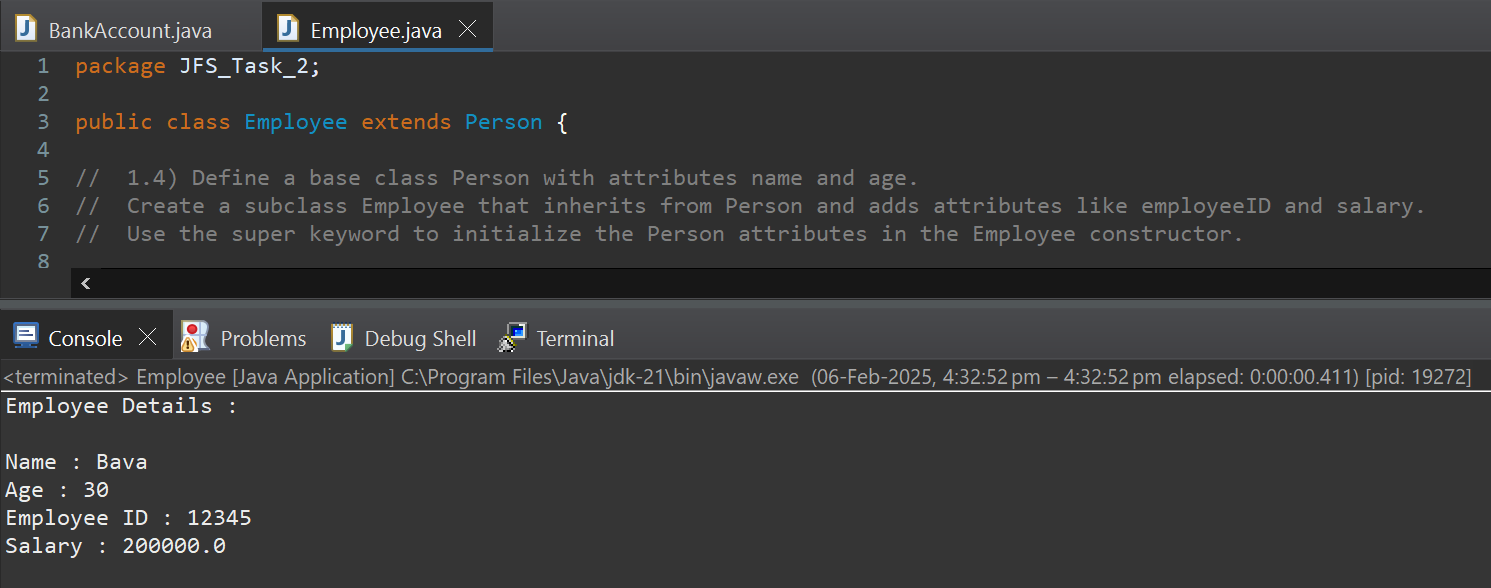 BankAccount.java
Employee.java
1 package JFS_Task_2;
2
3 public class Employee extends Person {
4
5 //  1.4) Define a base class Person with attributes name and age.
6 //  Create a subclass Employee that inherits from Person and adds attributes like employeeID and salary.
7 //  Use the super keyword to initialize the Person attributes in the Employee constructor.
8
Console
Problems
Debug Shell
Terminal
<terminated> Employee [Java Application] C:\Program Files\Java\jdk-21\bin\javaw.exe (06-Feb-2025, 4:32:52 pm – 4:32:52 pm elapsed: 0:00:00.411) [pid: 19272]
Employee Details :
Name : Bava
Age : 30
Employee ID : 12345
Salary : 200000.0